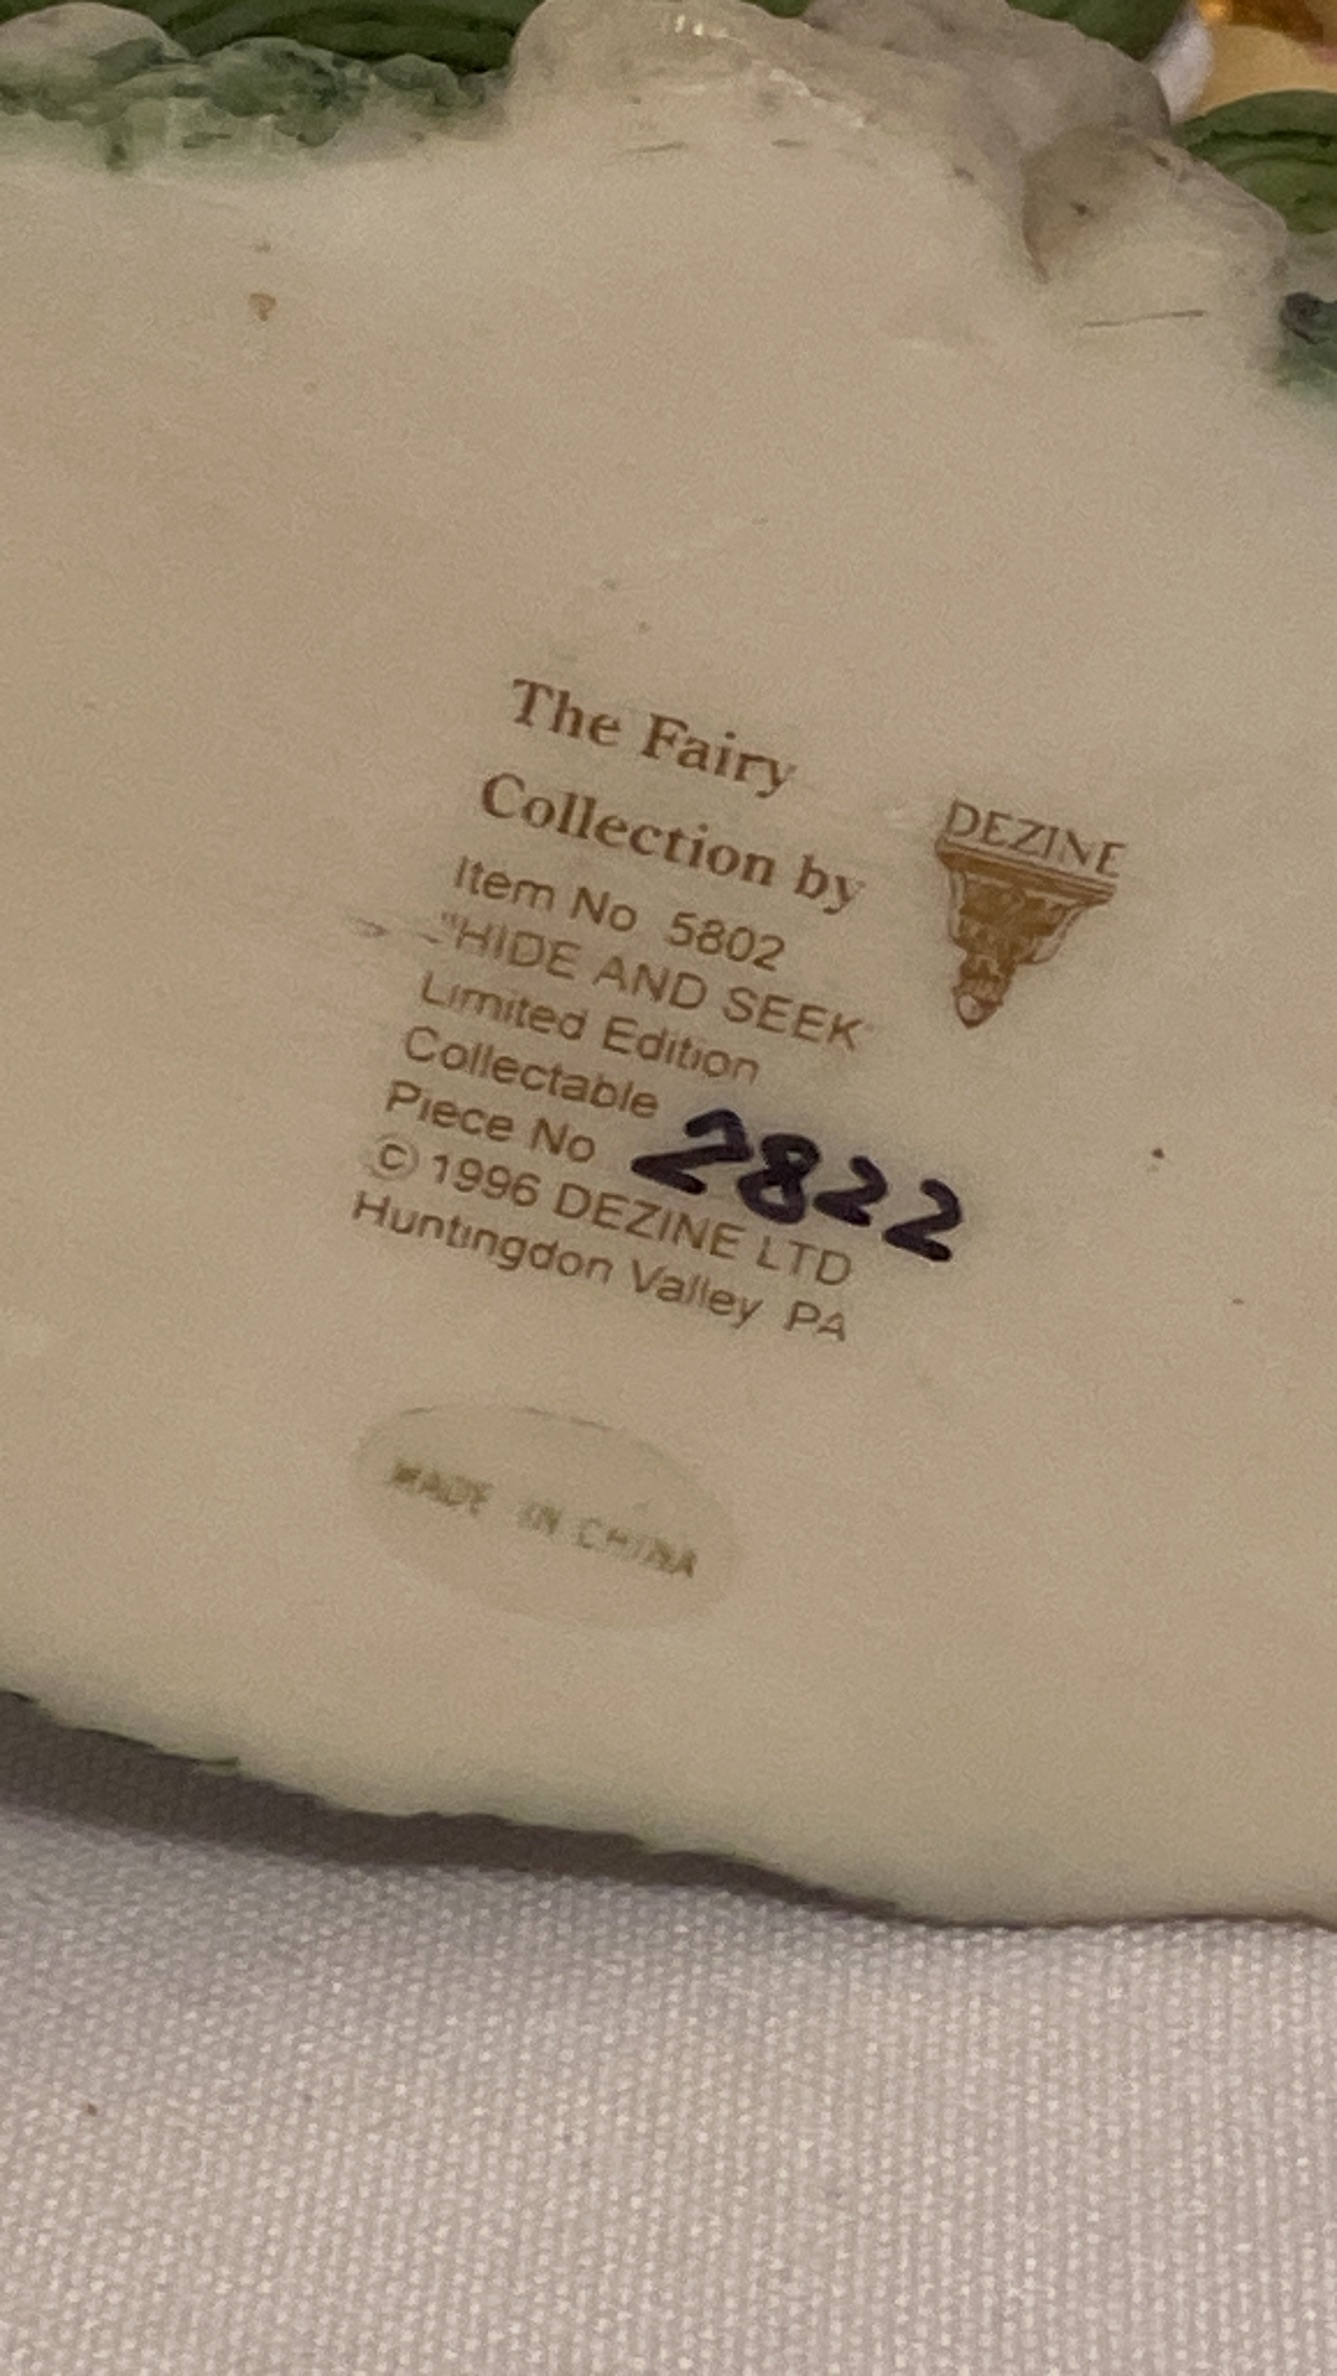 The Fairy
Collection by
DEZINE
Item No 5802
"HIDE AND SEEK"
Limited Edition
Collectable
Piece No 2822
© 1996 DEZINE LTD
Huntingdon Valley PA
MADE IN CHINA